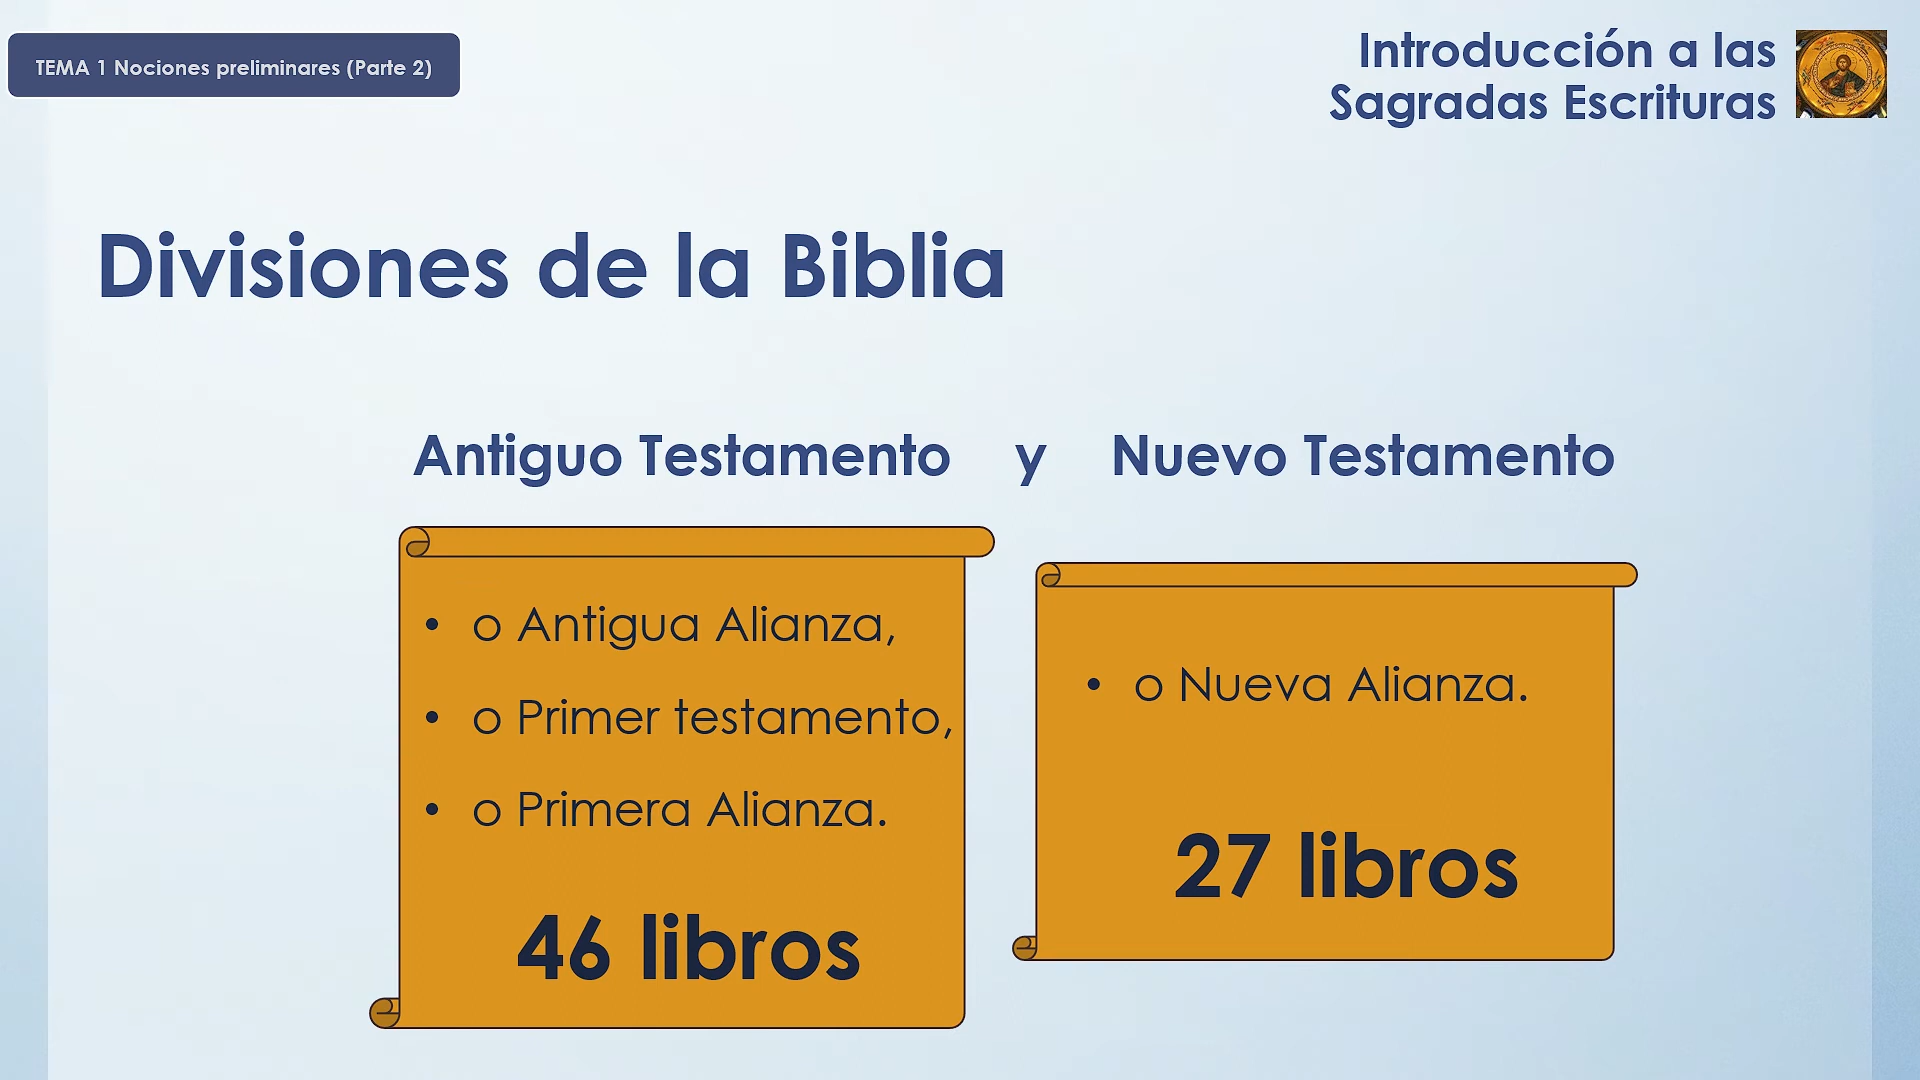 TEMA 1 Nociones preliminares (Parte 2)
Introducción a las
Sagradas Escrituras
Divisiones de la Biblia
Antiguo Testamento y Nuevo Testamento
• o Antigua Alianza,
• o Primer testamento,
• o Primera Alianza.
46 libros
• o Nueva Alianza.
27 libros